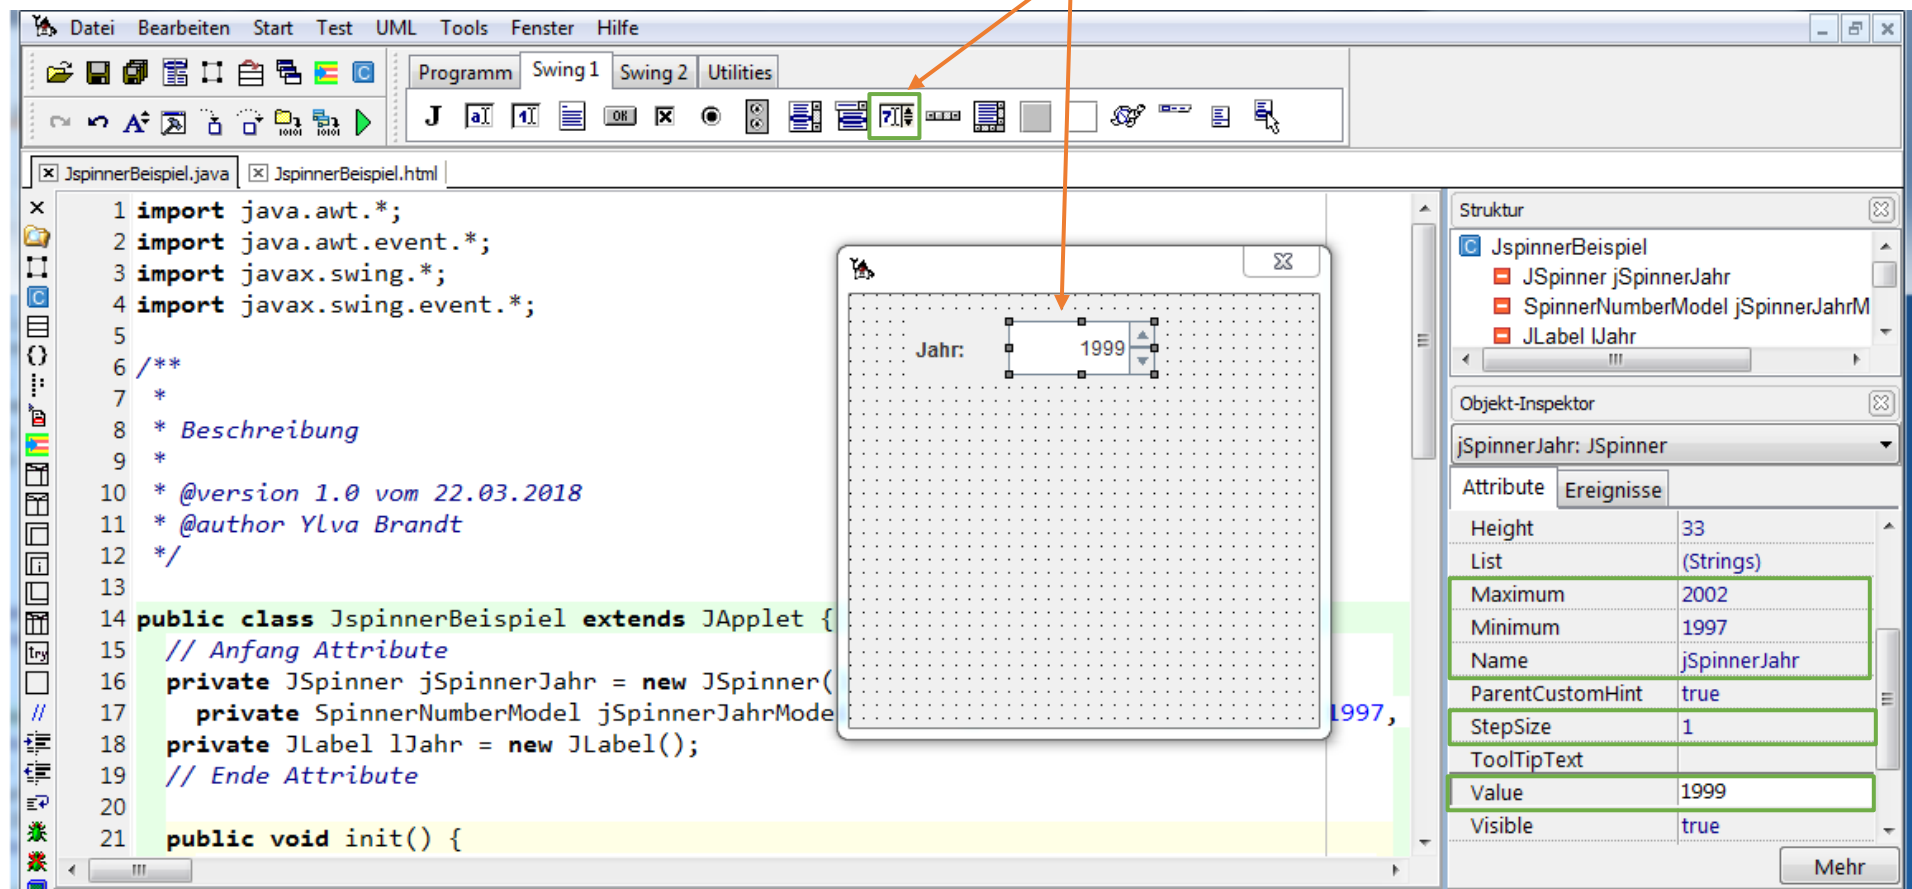 Datei Bearbeiten Start Test UML Tools Fenster Hilfe
Programm Swing 1 Swing 2 Utilities
JspinnerBeispiel.java JspinnerBeispiel.html
1 import java.awt.*;
2 import java.awt.event.*;
3 import javax.swing.*;
4 import javax.swing.event.*;
5
6 /**
7 *
8 * Beschreibung
9 *
10 * @version 1.0 vom 22.03.2018
11 * @author Ylva Brandt
12 */
13
14 public class JspinnerBeispiel extends JApplet {
15 // Anfang Attribute
16 private JSpinner jSpinnerJahr = new JSpinner(
17 private SpinnerNumberModel jSpinnerJahrMode 1997,
18 private JLabel lJahr = new JLabel();
19 // Ende Attribute
20
21 public void init() {
Jahr: 1999
Struktur
JspinnerBeispiel
JSpinner jSpinnerJahr
SpinnerNumberModel jSpinnerJahrM
JLabel lJahr
Objekt-Inspektor
jSpinnerJahr: JSpinner
Attribute Ereignisse
Height 33
List (Strings)
Maximum 2002
Minimum 1997
Name jSpinnerJahr
ParentCustomHint true
StepSize 1
ToolTipText
Value 1999
Visible true
Mehr